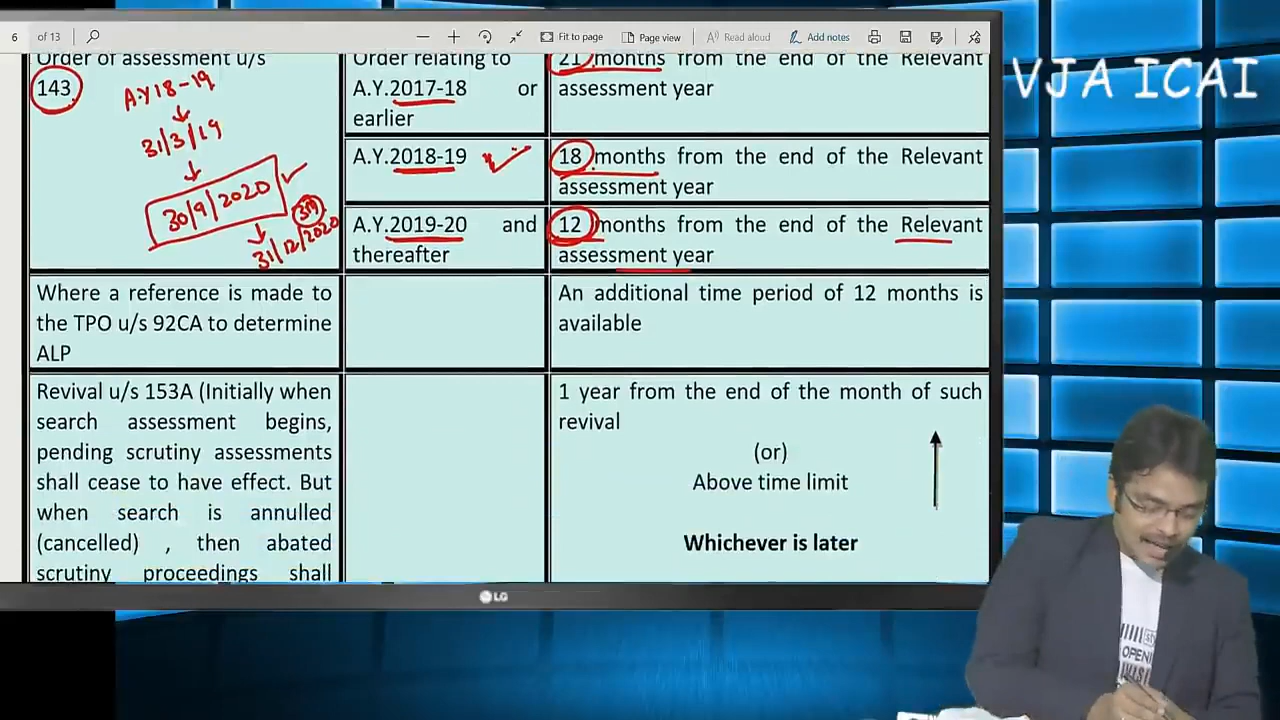 6 of 13
Fit to page
Page view
Read aloud
Add notes
VJA ICAI
Order of assessment u/s
143
A.Y 18-19
31/3/19
30/9/2020
31/12/2020
Order relating to
A.Y.2017-18 or
earlier
21 months from the end of the Relevant
assessment year
A.Y.2018-19
18 months from the end of the Relevant
assessment year
A.Y.2019-20 and
thereafter
12 months from the end of the Relevant
assessment year
Where a reference is made to
the TPO u/s 92CA to determine
ALP
An additional time period of 12 months is
available
Revival u/s 153A (Initially when
search assessment begins,
pending scrutiny assessments
shall cease to have effect. But
when search is annulled
(cancelled) , then abated
scrutiny proceedings shall
1 year from the end of the month of such
revival
(or)
Above time limit
Whichever is later
LG
OPENI